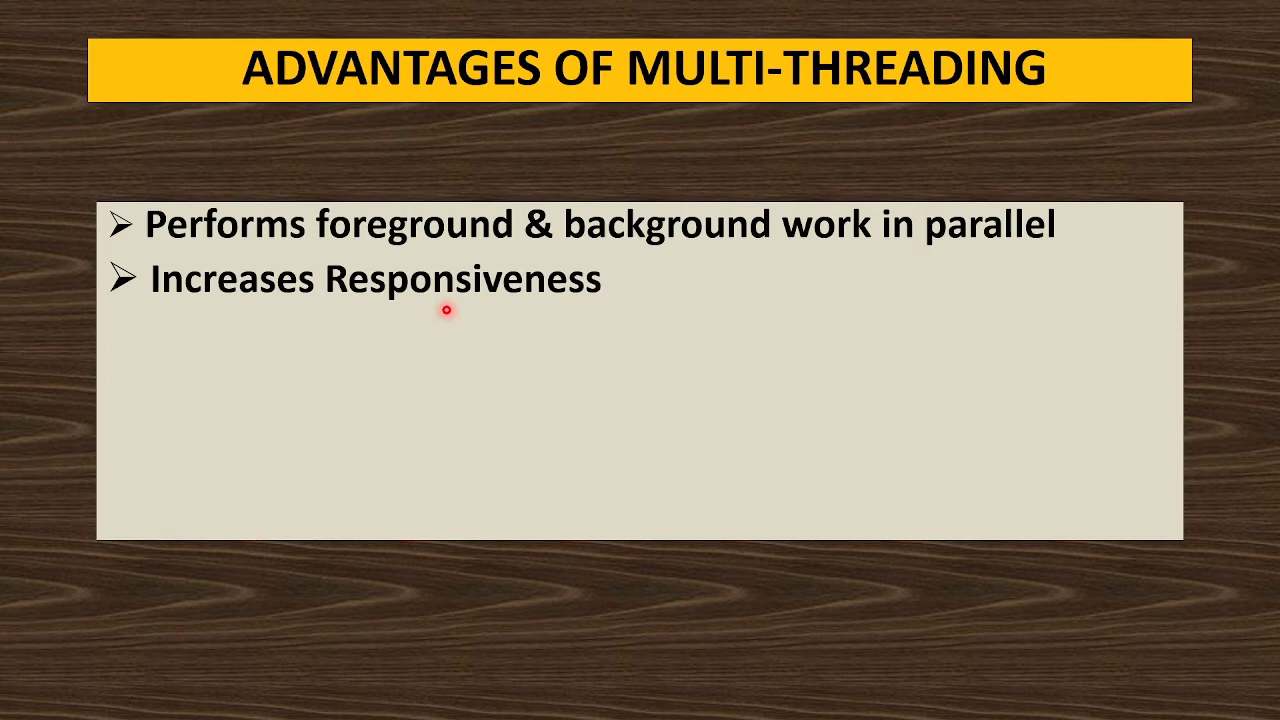 ADVANTAGES OF MULTI-THREADING
➢ Performs foreground & background work in parallel
➢ Increases Responsiveness